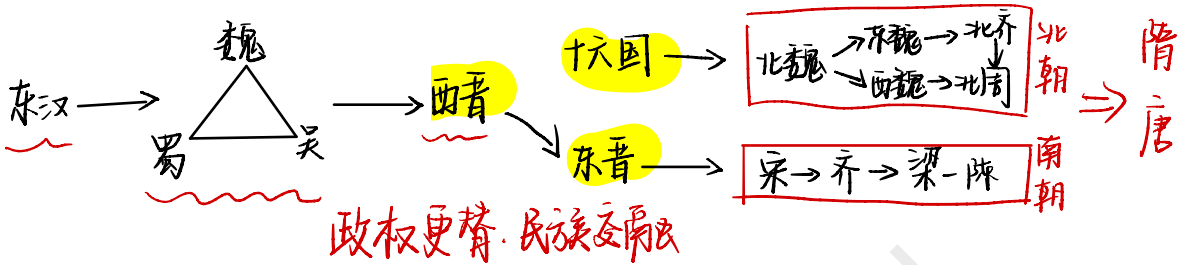 东汉
魏
蜀
吴
西晋
十六国
东晋
北魏
东魏→北齐
西魏→北周
北朝
宋→齐→梁-陈
南朝
隋唐
政权更替.民族交融